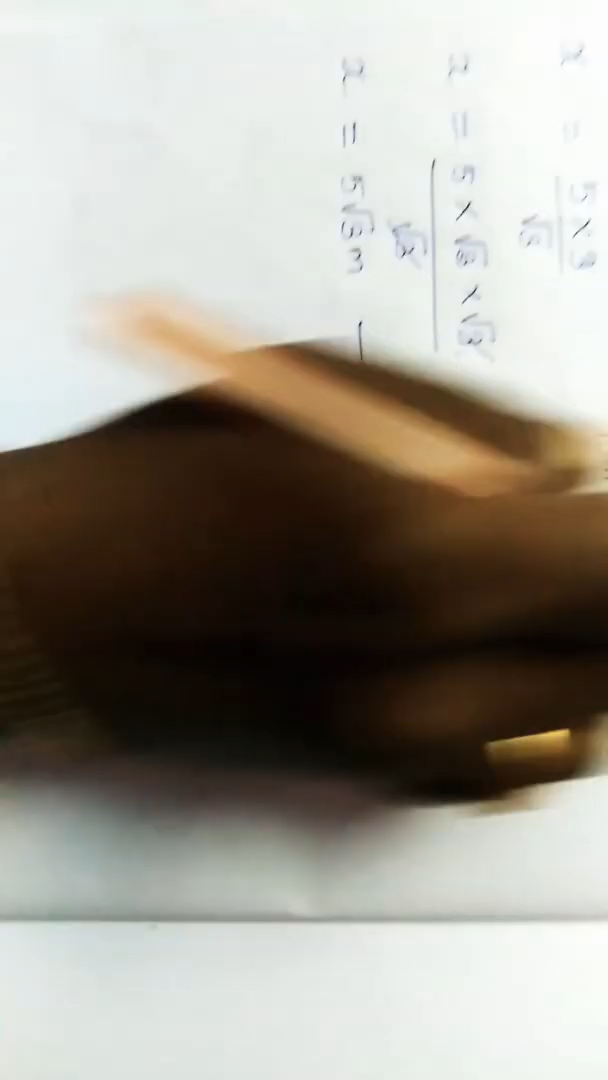 x = 5 × 3 / √3
x = 5 × √3 × √3 / √3
x = 5√3 m